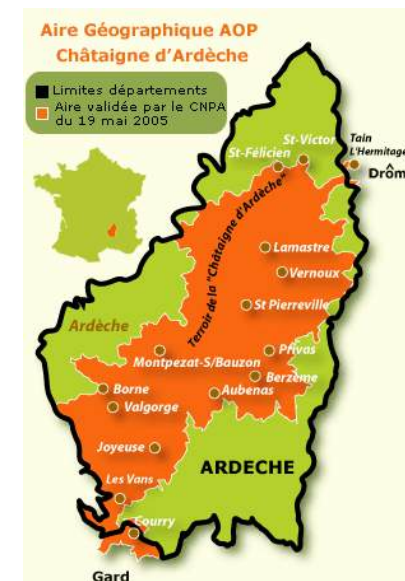 Aire Géographique AOP
Châtaigne d'Ardèche
Limites départements
Aire validée par le CNPA
du 19 mai 2005
St-Victor
St-Félicien
Tain
L'Hermitage
Drôm
Terroir de la "Châtaigne d'Ardèche"
Lamastre
Vernoux
St Pierreville
Ardèche
Privas
Montpezat-S/Bauzon
Berzème
Borne
Aubenas
Valgorge
Joyeuse
ARDECHE
Les Vans
Courry
Gard